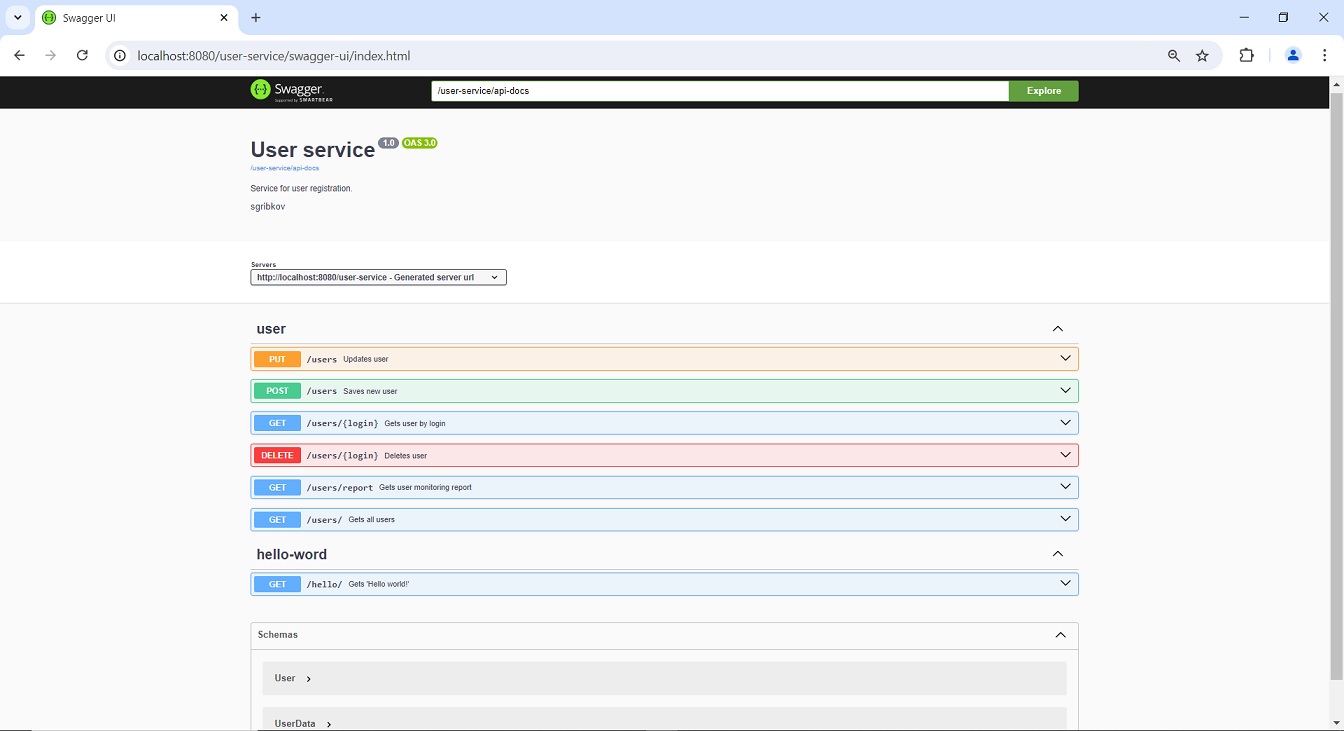 Swagger UI
localhost:8080/user-service/swagger-ui/index.html
Swagger
Supported by SMARTBEAR
/user-service/api-docs
Explore
User service 1.0 OAS 3.0
/user-service/api-docs
Service for user registration.
sgribkov
Servers
http://localhost:8080/user-service - Generated server url
user
PUT /users Updates user
POST /users Saves new user
GET /users/{login} Gets user by login
DELETE /users/{login} Deletes user
GET /users/report Gets user monitoring report
GET /users/ Gets all users
hello-word
GET /hello/ Gets 'Hello world!'
Schemas
User
UserData